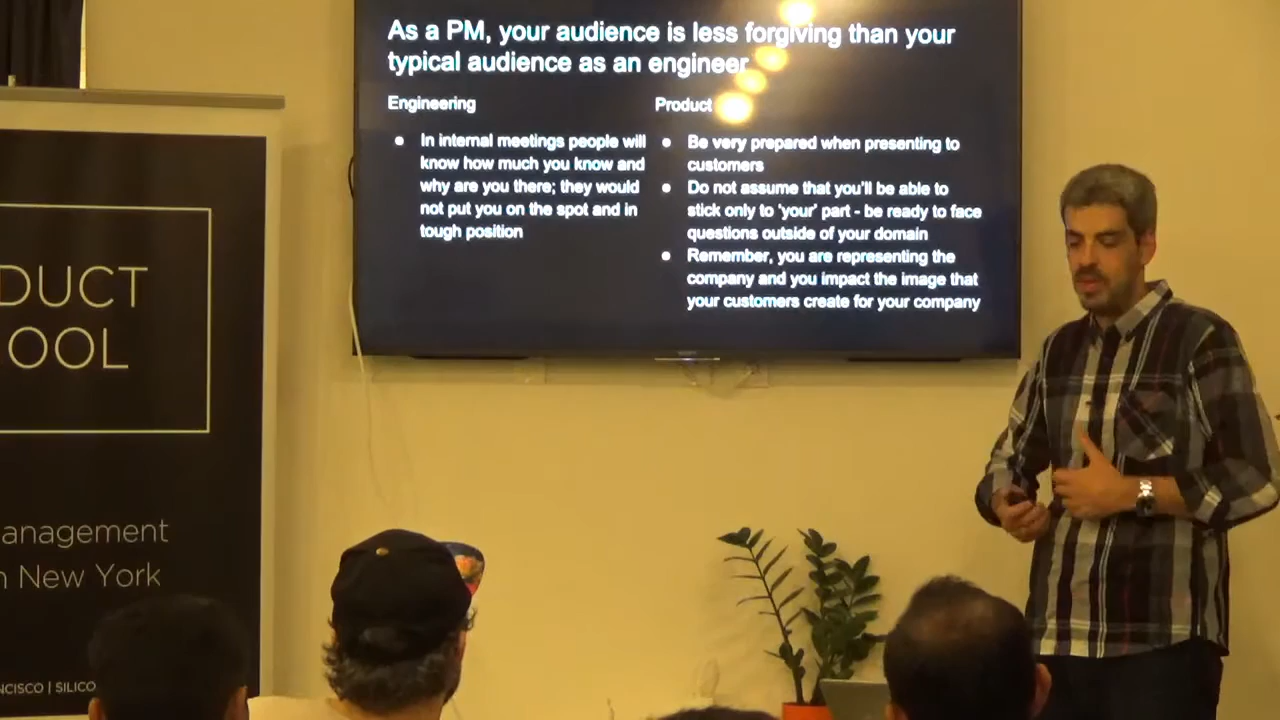 As a PM, your audience is less forgiving than your
typical audience as an engineer
Engineering
In internal meetings people will
know how much you know and
why are you there; they would
not put you on the spot and in
tough position
Product
Be very prepared when presenting to
customers
Do not assume that you'll be able to
stick only to 'your' part - be ready to face
questions outside of your domain
Remember, you are representing the
company and you impact the image that
your customers create for your company
DUCT
OOL
anagement
n New York
NCISCO | SILICO